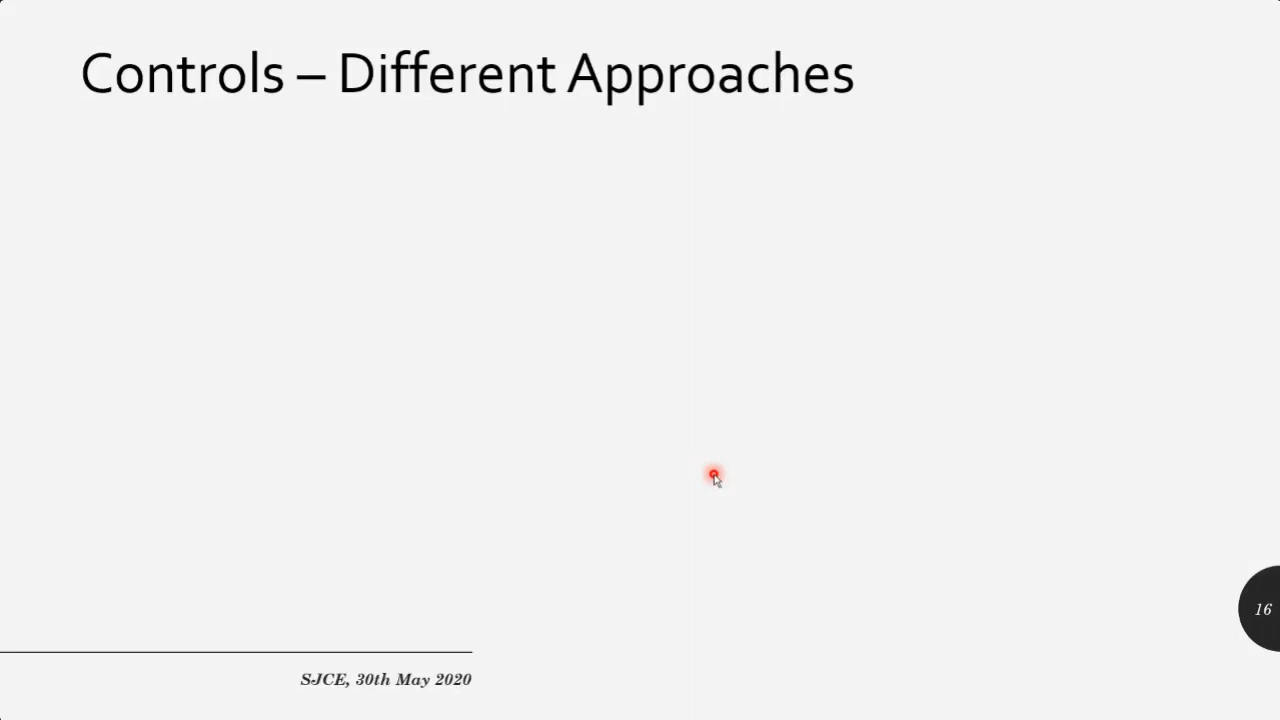 Controls – Different Approaches
16
SJCE, 30th May 2020